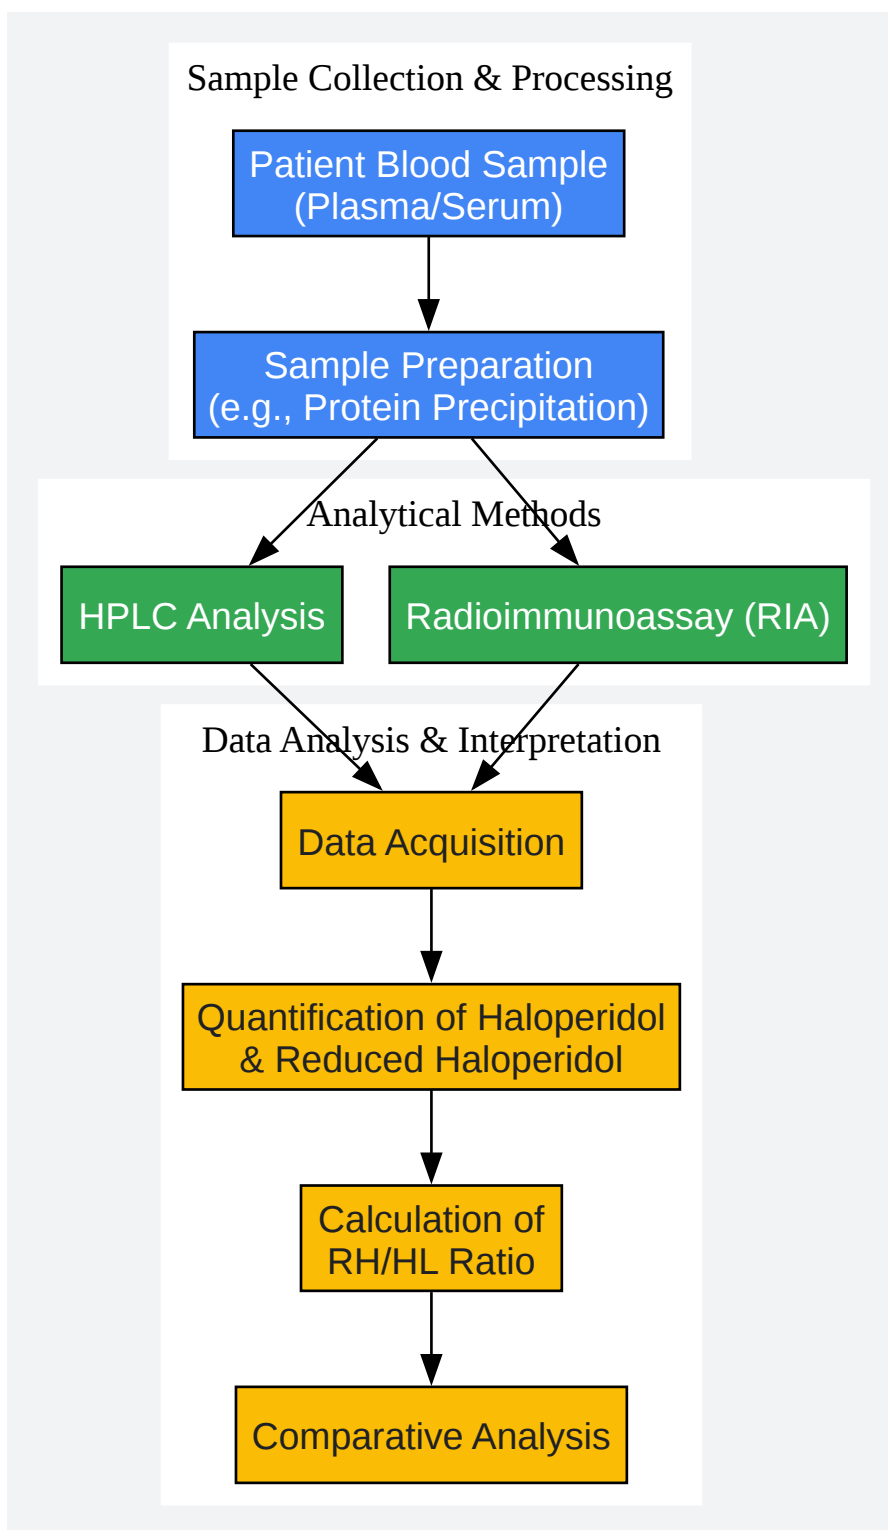 Sample Collection & Processing
Patient Blood Sample
(Plasma/Serum)
Sample Preparation
(e.g., Protein Precipitation)
Analytical Methods
HPLC Analysis
Radioimmunoassay (RIA)
Data Analysis & Interpretation
Data Acquisition
Quantification of Haloperidol
& Reduced Haloperidol
Calculation of
RH/HL Ratio
Comparative Analysis